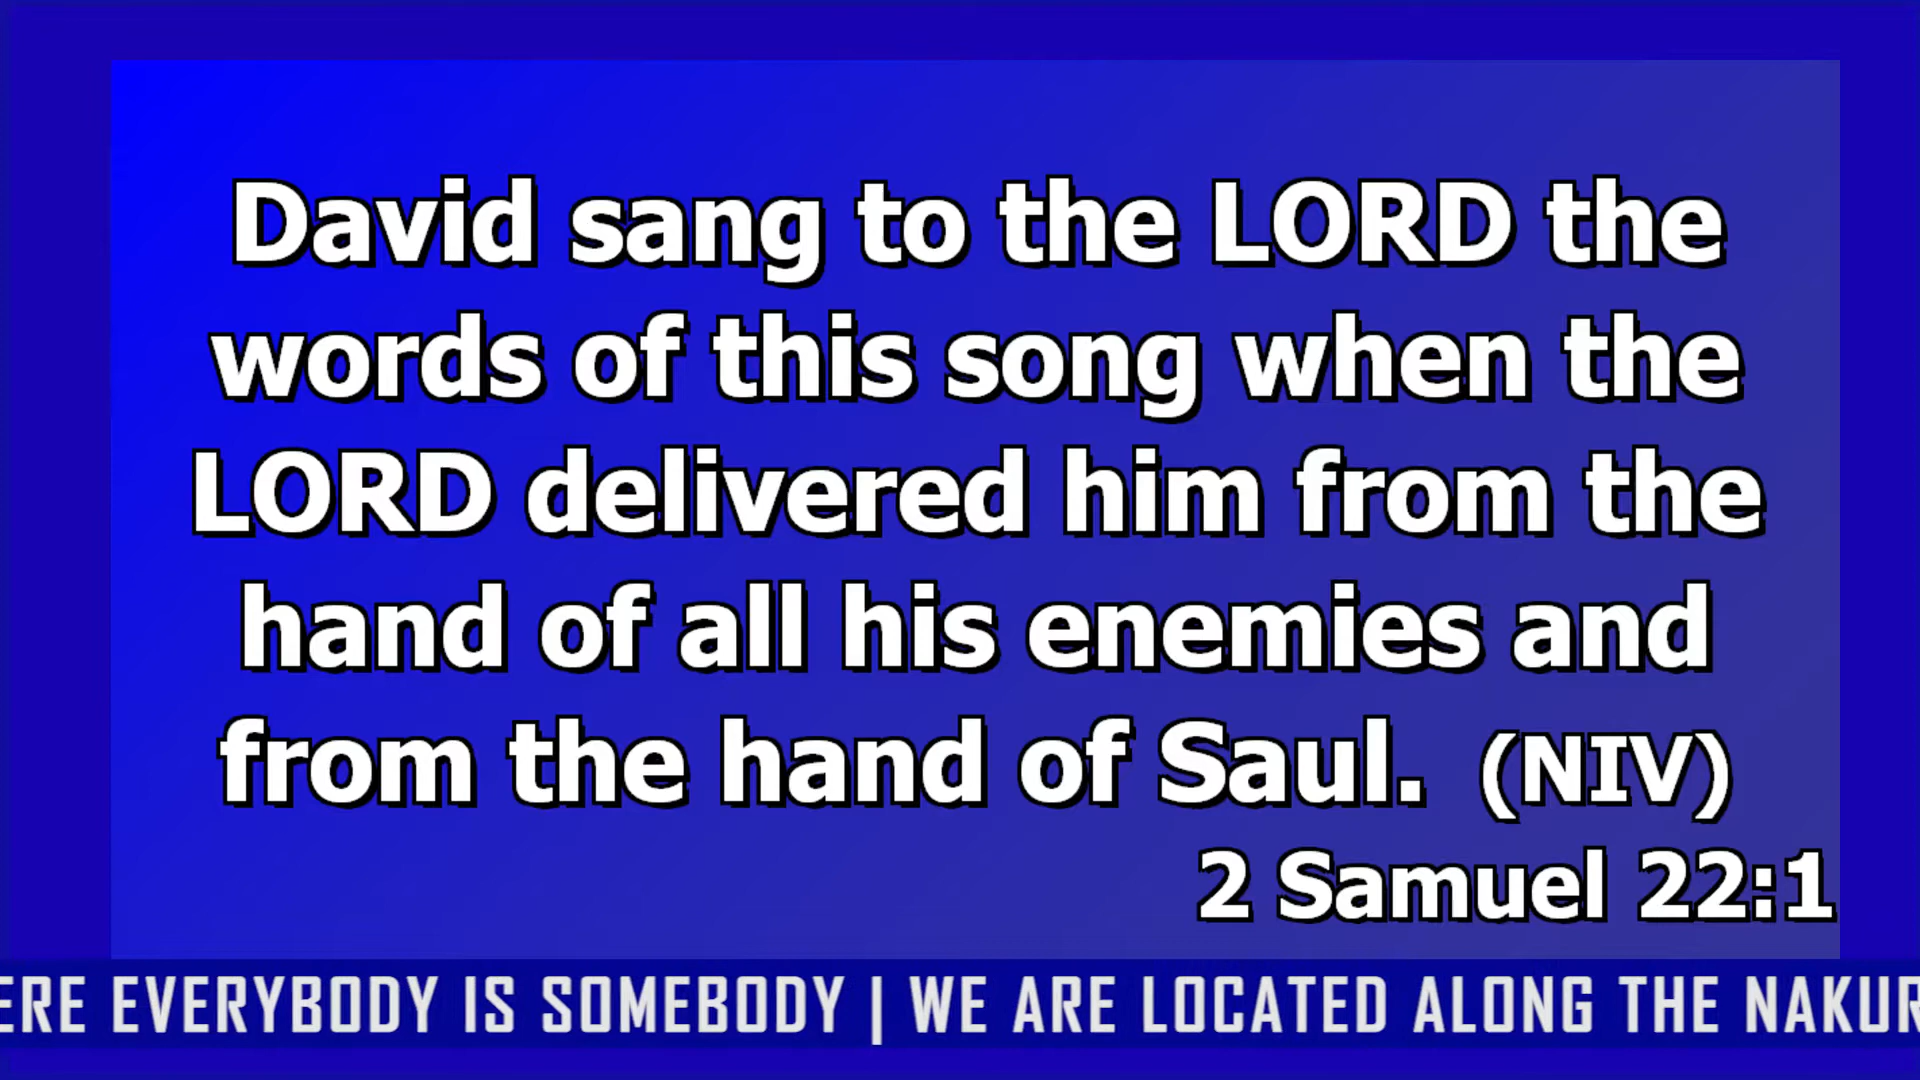 David sang to the LORD the
words of this song when the
LORD delivered him from the
hand of all his enemies and
from the hand of Saul. (NIV)
2 Samuel 22:1
ERE EVERYBODY IS SOMEBODY | WE ARE LOCATED ALONG THE NAKUR